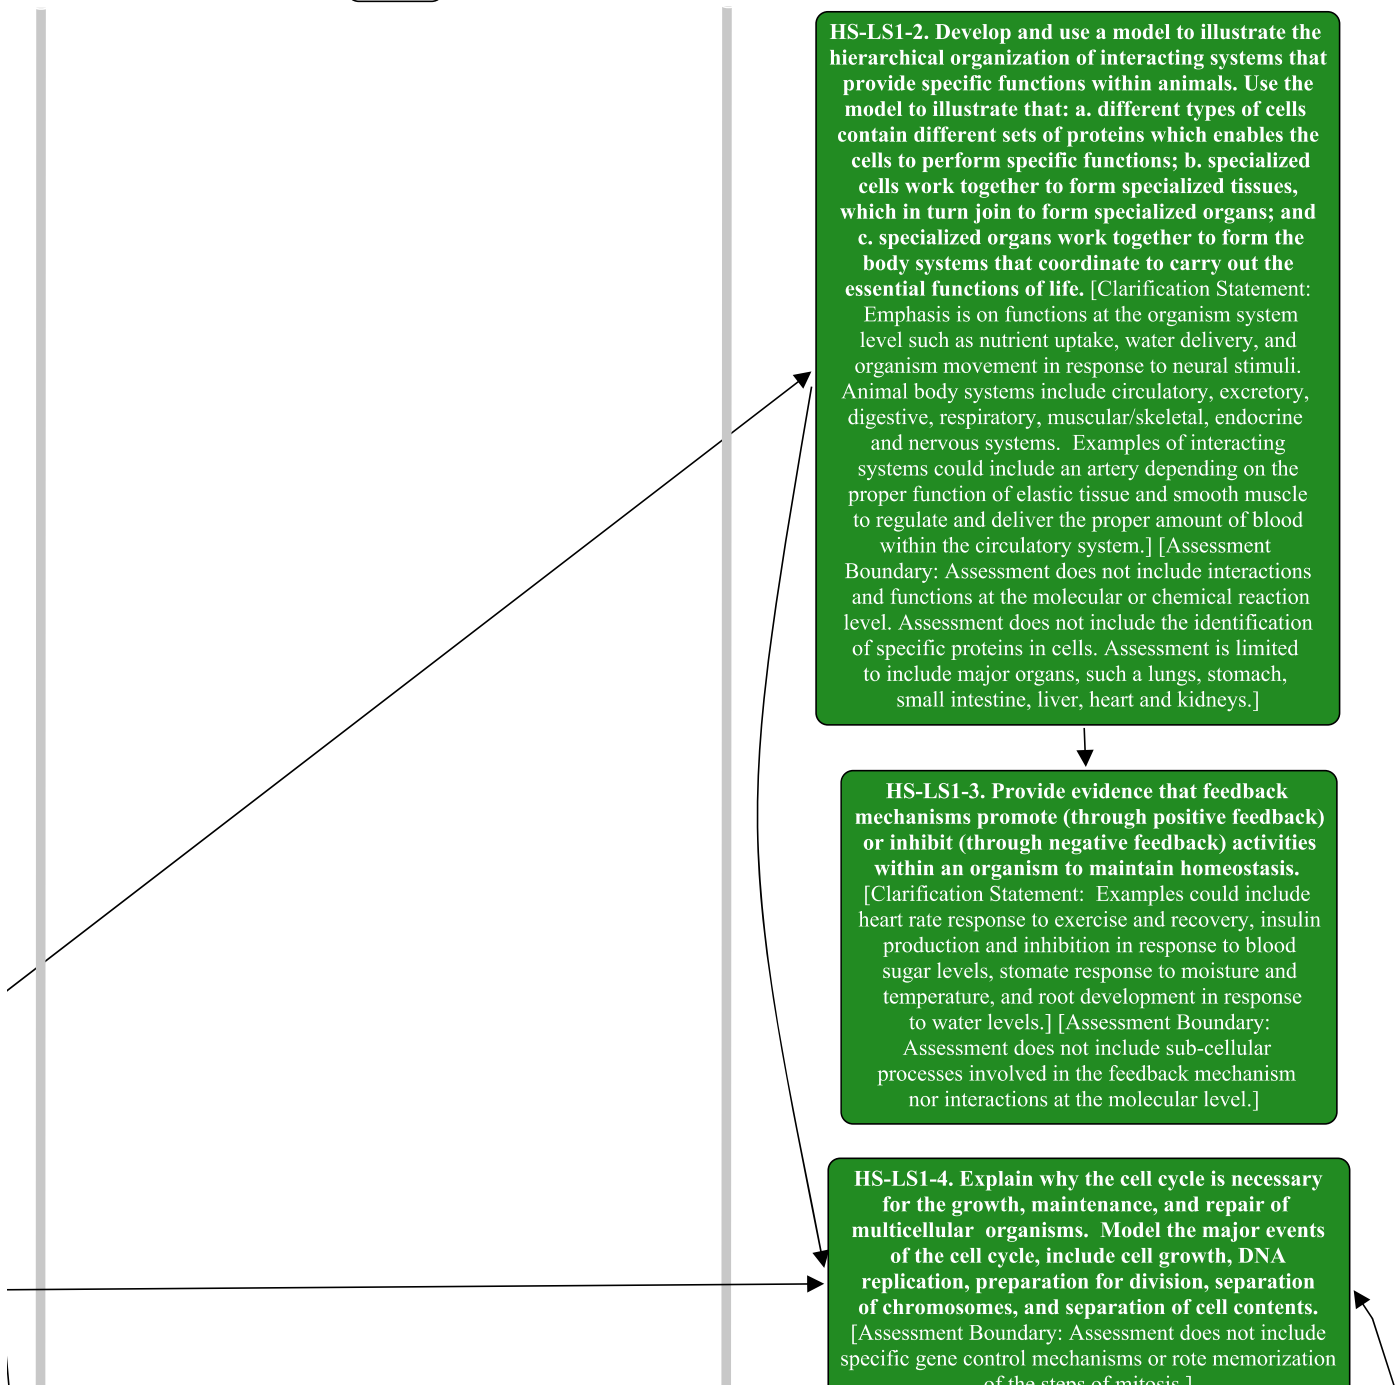 HS-LS1-2. Develop and use a model to illustrate the
hierarchical organization of interacting systems that
provide specific functions within animals. Use the
model to illustrate that: a. different types of cells
contain different sets of proteins which enables the
cells to perform specific functions; b. specialized
cells work together to form specialized tissues,
which in turn join to form specialized organs; and
c. specialized organs work together to form the
body systems that coordinate to carry out the
essential functions of life. [Clarification Statement:
Emphasis is on functions at the organism system
level such as nutrient uptake, water delivery, and
organism movement in response to neural stimuli.
Animal body systems include circulatory, excretory,
digestive, respiratory, muscular/skeletal, endocrine
and nervous systems.  Examples of interacting
systems could include an artery depending on the
proper function of elastic tissue and smooth muscle
to regulate and deliver the proper amount of blood
within the circulatory system.] [Assessment
Boundary: Assessment does not include interactions
and functions at the molecular or chemical reaction
level. Assessment does not include the identification
of specific proteins in cells. Assessment is limited
to include major organs, such a lungs, stomach,
small intestine, liver, heart and kidneys.]
HS-LS1-3. Provide evidence that feedback
mechanisms promote (through positive feedback)
or inhibit (through negative feedback) activities
within an organism to maintain homeostasis.
[Clarification Statement:  Examples could include
heart rate response to exercise and recovery, insulin
production and inhibition in response to blood
sugar levels, stomate response to moisture and
temperature, and root development in response
to water levels.] [Assessment Boundary:
Assessment does not include sub-cellular
processes involved in the feedback mechanism
nor interactions at the molecular level.]
HS-LS1-4. Explain why the cell cycle is necessary
for the growth, maintenance, and repair of
multicellular  organisms.  Model the major events
of the cell cycle, include cell growth, DNA
replication, preparation for division, separation
of chromosomes, and separation of cell contents.
[Assessment Boundary: Assessment does not include
specific gene control mechanisms or rote memorization
of the steps of mitosis.]